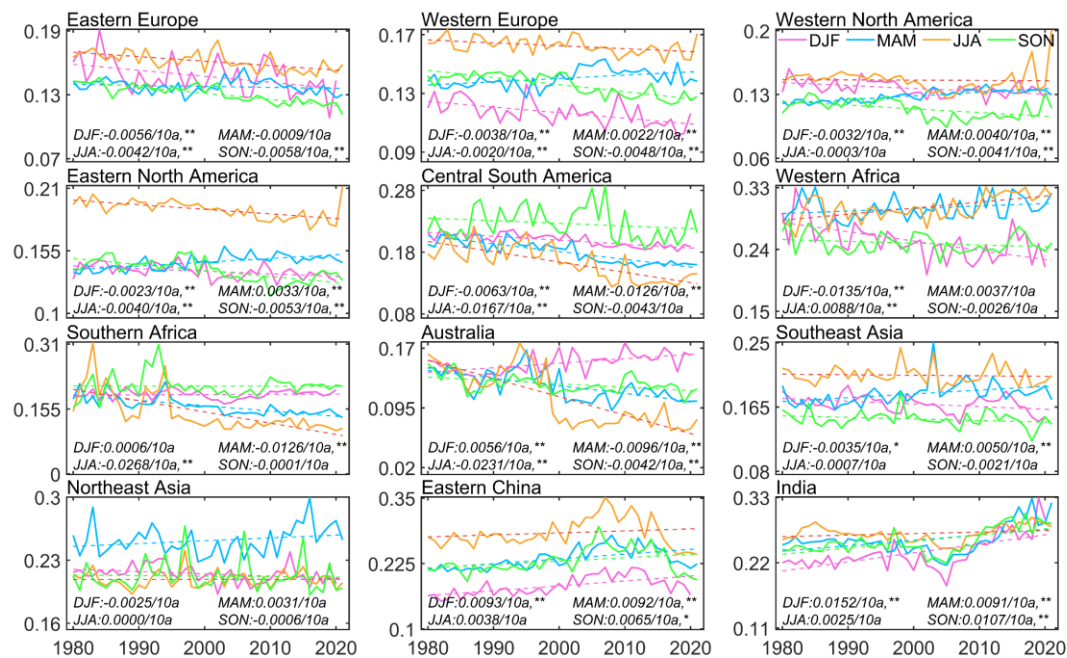 Eastern Europe
Western Europe
Western North America
0.19
0.13
0.07
DJF:-0.0056/10a,** MAM:-0.0009/10a
JJA:-0.0042/10a,** SON:-0.0058/10a,**
0.17
0.13
0.09
DJF:-0.0038/10a,** MAM:0.0022/10a,**
JJA:-0.0020/10a,** SON:-0.0048/10a,**
0.2
0.13
0.06
DJF MAM JJA SON
DJF:-0.0032/10a,** MAM:0.0040/10a,**
JJA:-0.0003/10a SON:-0.0041/10a,**
Eastern North America
Central South America
Western Africa
0.21
0.155
0.1
DJF:-0.0023/10a,** MAM:0.0033/10a,**
JJA:-0.0040/10a,** SON:-0.0053/10a,**
0.28
0.18
0.08
DJF:-0.0063/10a,** MAM:-0.0126/10a,**
JJA:-0.0167/10a,** SON:-0.0043/10a
0.33
0.24
0.15
DJF:-0.0135/10a,** MAM:0.0037/10a
JJA:0.0088/10a,** SON:-0.0026/10a
Southern Africa
Australia
Southeast Asia
0.31
0.155
0
DJF:0.0006/10a MAM:-0.0126/10a,**
JJA:-0.0268/10a,** SON:-0.0001/10a
0.17
0.095
0.02
DJF:0.0056/10a,** MAM:-0.0096/10a,**
JJA:-0.0231/10a,** SON:-0.0042/10a,**
0.25
0.165
0.08
DJF:-0.0035/10a,* MAM:0.0050/10a,**
JJA:-0.0007/10a SON:-0.0021/10a
Northeast Asia
Eastern China
India
0.3
0.23
0.16
DJF:-0.0025/10a MAM:0.0031/10a
JJA:0.0000/10a SON:-0.0006/10a
1980 1990 2000 2010 2020
0.35
0.225
0.1
DJF:0.0093/10a,** MAM:0.0092/10a,**
JJA:0.0038/10a SON:0.0065/10a,*
1980 1990 2000 2010 2020
0.33
0.22
0.11
DJF:0.0152/10a,** MAM:0.0091/10a,**
JJA:0.0025/10a SON:0.0107/10a,**
1980 1990 2000 2010 2020